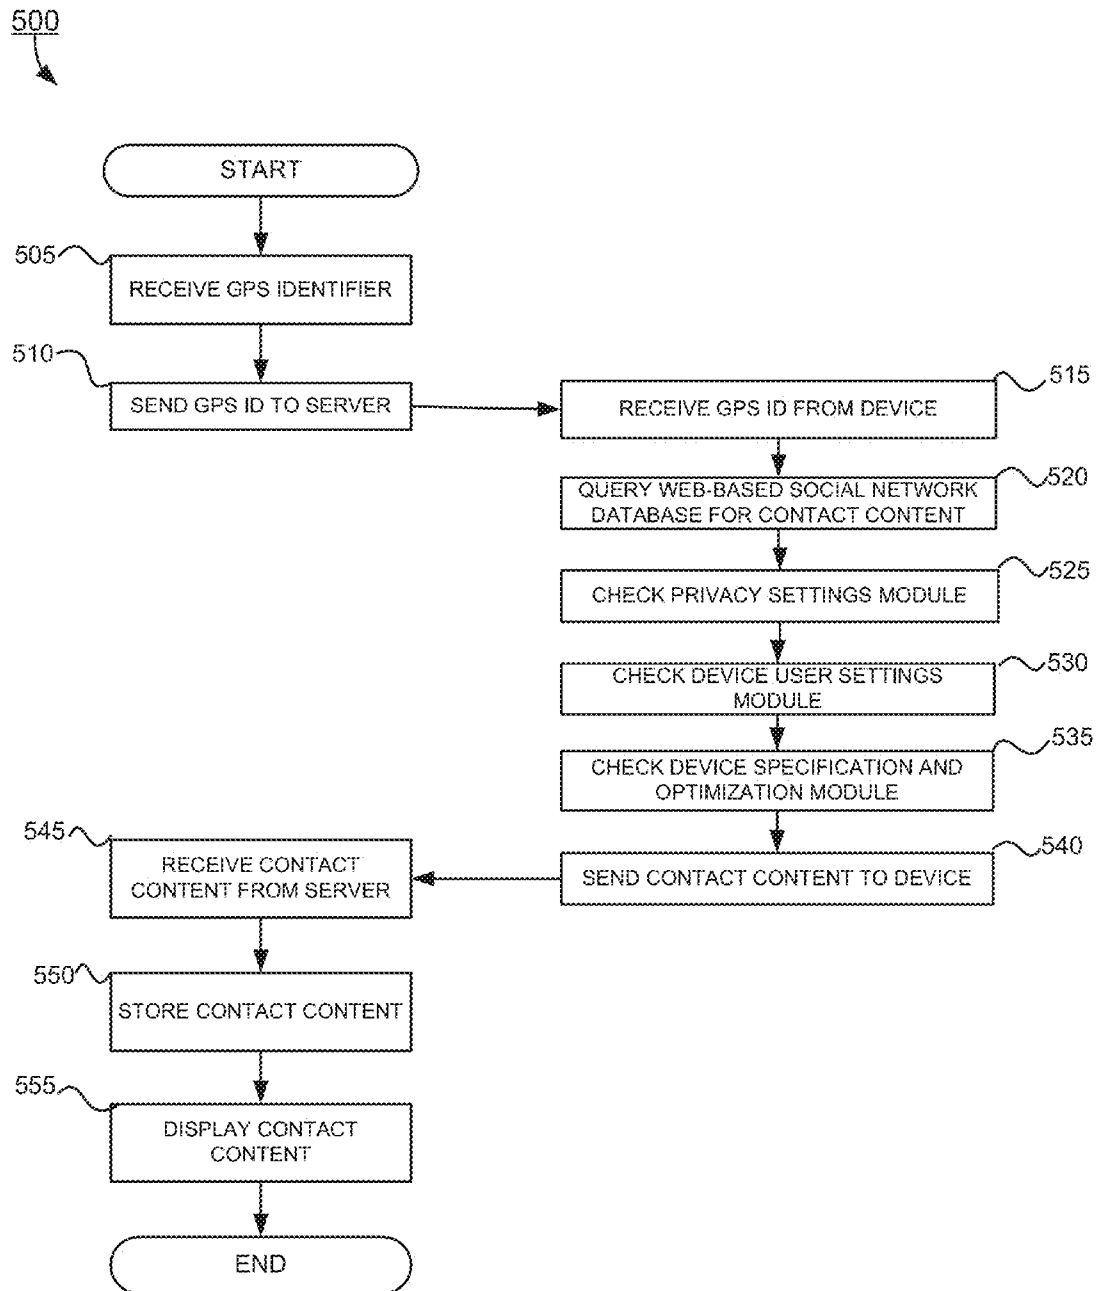 500
START
505
RECEIVE GPS IDENTIFIER
510
SEND GPS ID TO SERVER
515
RECEIVE GPS ID FROM DEVICE
520
QUERY WEB-BASED SOCIAL NETWORK
DATABASE FOR CONTACT CONTENT
525
CHECK PRIVACY SETTINGS MODULE
530
CHECK DEVICE USER SETTINGS
MODULE
535
CHECK DEVICE SPECIFICATION AND
OPTIMIZATION MODULE
540
SEND CONTACT CONTENT TO DEVICE
545
RECEIVE CONTACT
CONTENT FROM SERVER
550
STORE CONTACT CONTENT
555
DISPLAY CONTACT
CONTENT
END